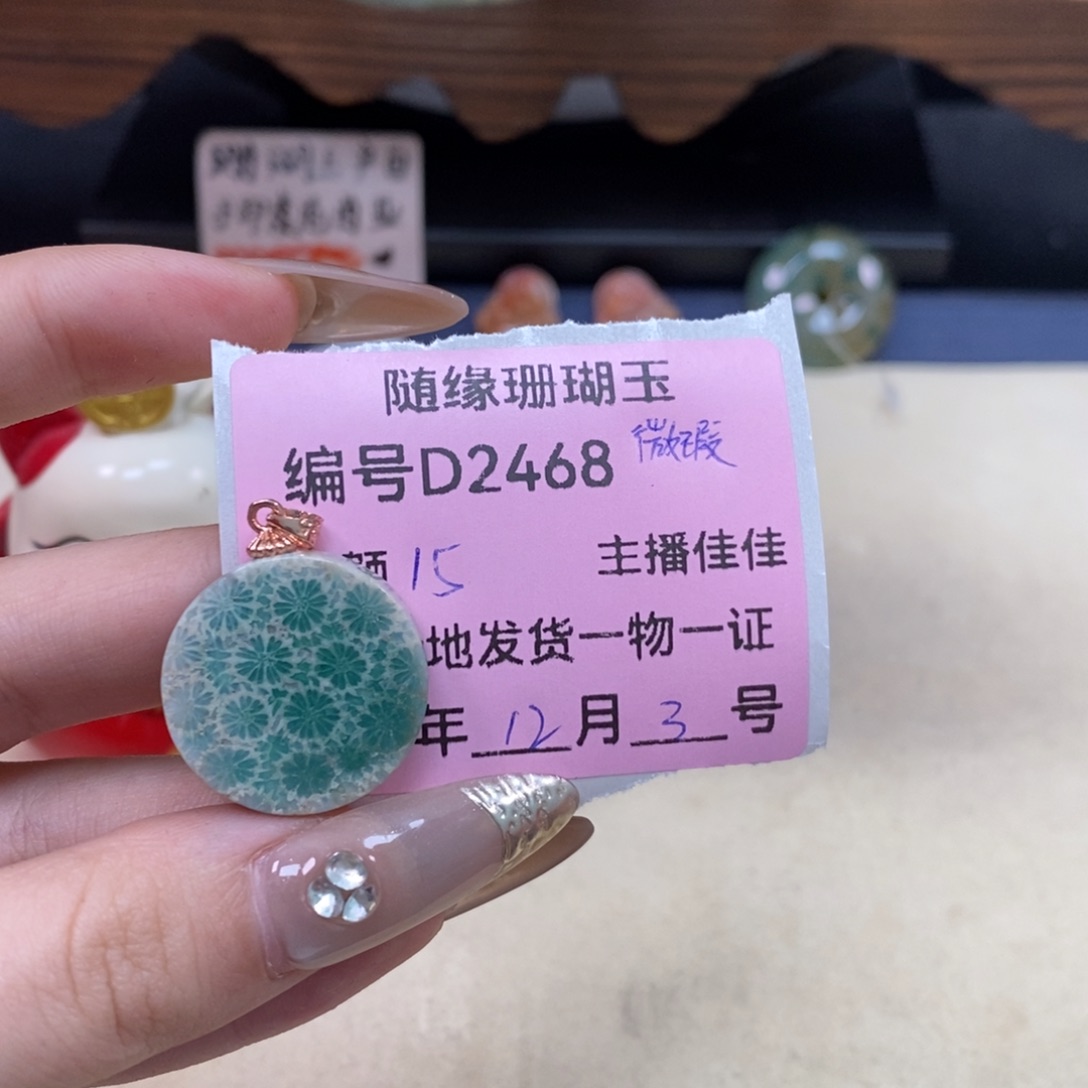 随缘珊瑚玉
编号D2468 微瑕
额 15 主播佳佳
地发货一物一证
年 12 月 3 号